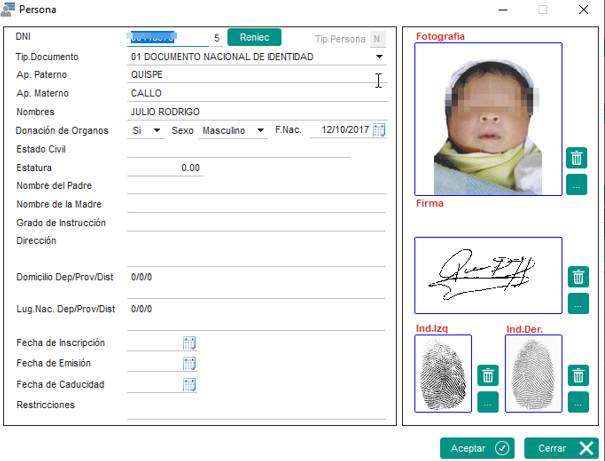 Persona
DNI 5 Reniec Tip.Persona N
Tip.Documento 01 DOCUMENTO NACIONAL DE IDENTIDAD
Ap. Paterno QUISPE
Ap. Materno CALLO
Nombres JULIO RODRIGO
Donación de Organos Si Sexo Masculino F.Nac. 12/10/2017
Estado Civil
Estatura 0.00
Nombre del Padre
Nombre de la Madre
Grado de Instrucción
Dirección
Domicilio Dep/Prov/Dist 0/0/0
Lug.Nac. Dep/Prov/Dist 0/0/0
Fecha de Inscripción
Fecha de Emisión
Fecha de Caducidad
Restricciones
Fotografia
...
Firma
...
Ind.Izq Ind.Der.
... ...
Aceptar Cerrar